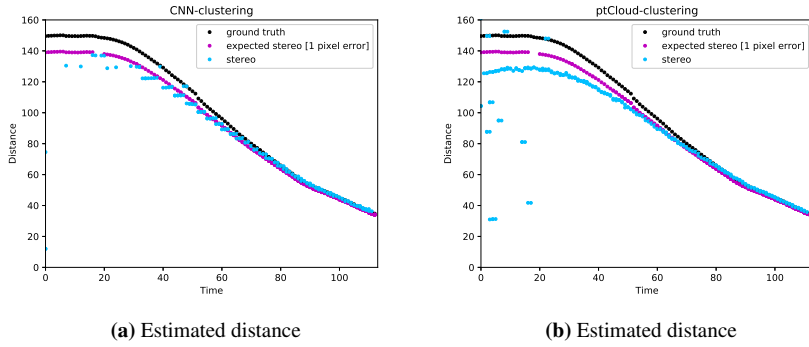 CNN-clustering
160
140
120
100
80
60
40
20
0
Distance
0
20
40
60
80
100
Time
ground truth
expected stereo [1 pixel error]
stereo
(a) Estimated distance
ptCloud-clustering
160
140
120
100
80
60
40
20
0
Distance
0
20
40
60
80
100
Time
ground truth
expected stereo [1 pixel error]
stereo
(b) Estimated distance